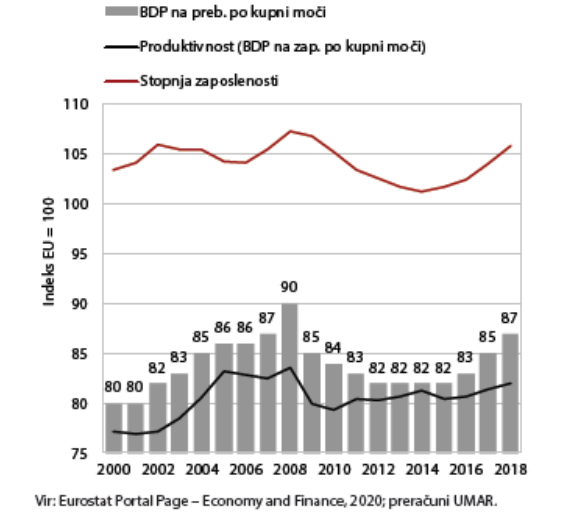 BDP na preb. po kupni moči
Produktivnost (BDP na zap. po kupni moči)
Stopnja zaposlenosti
Indeks EU = 100
110
105
100
95
90
85
80
75
80 80 82 83 85 86 86 87 90 85 84 83 82 82 82 82 83 85 87
2000 2002 2004 2006 2008 2010 2012 2014 2016 2018
Vir: Eurostat Portal Page – Economy and Finance, 2020; preračuni UMAR.